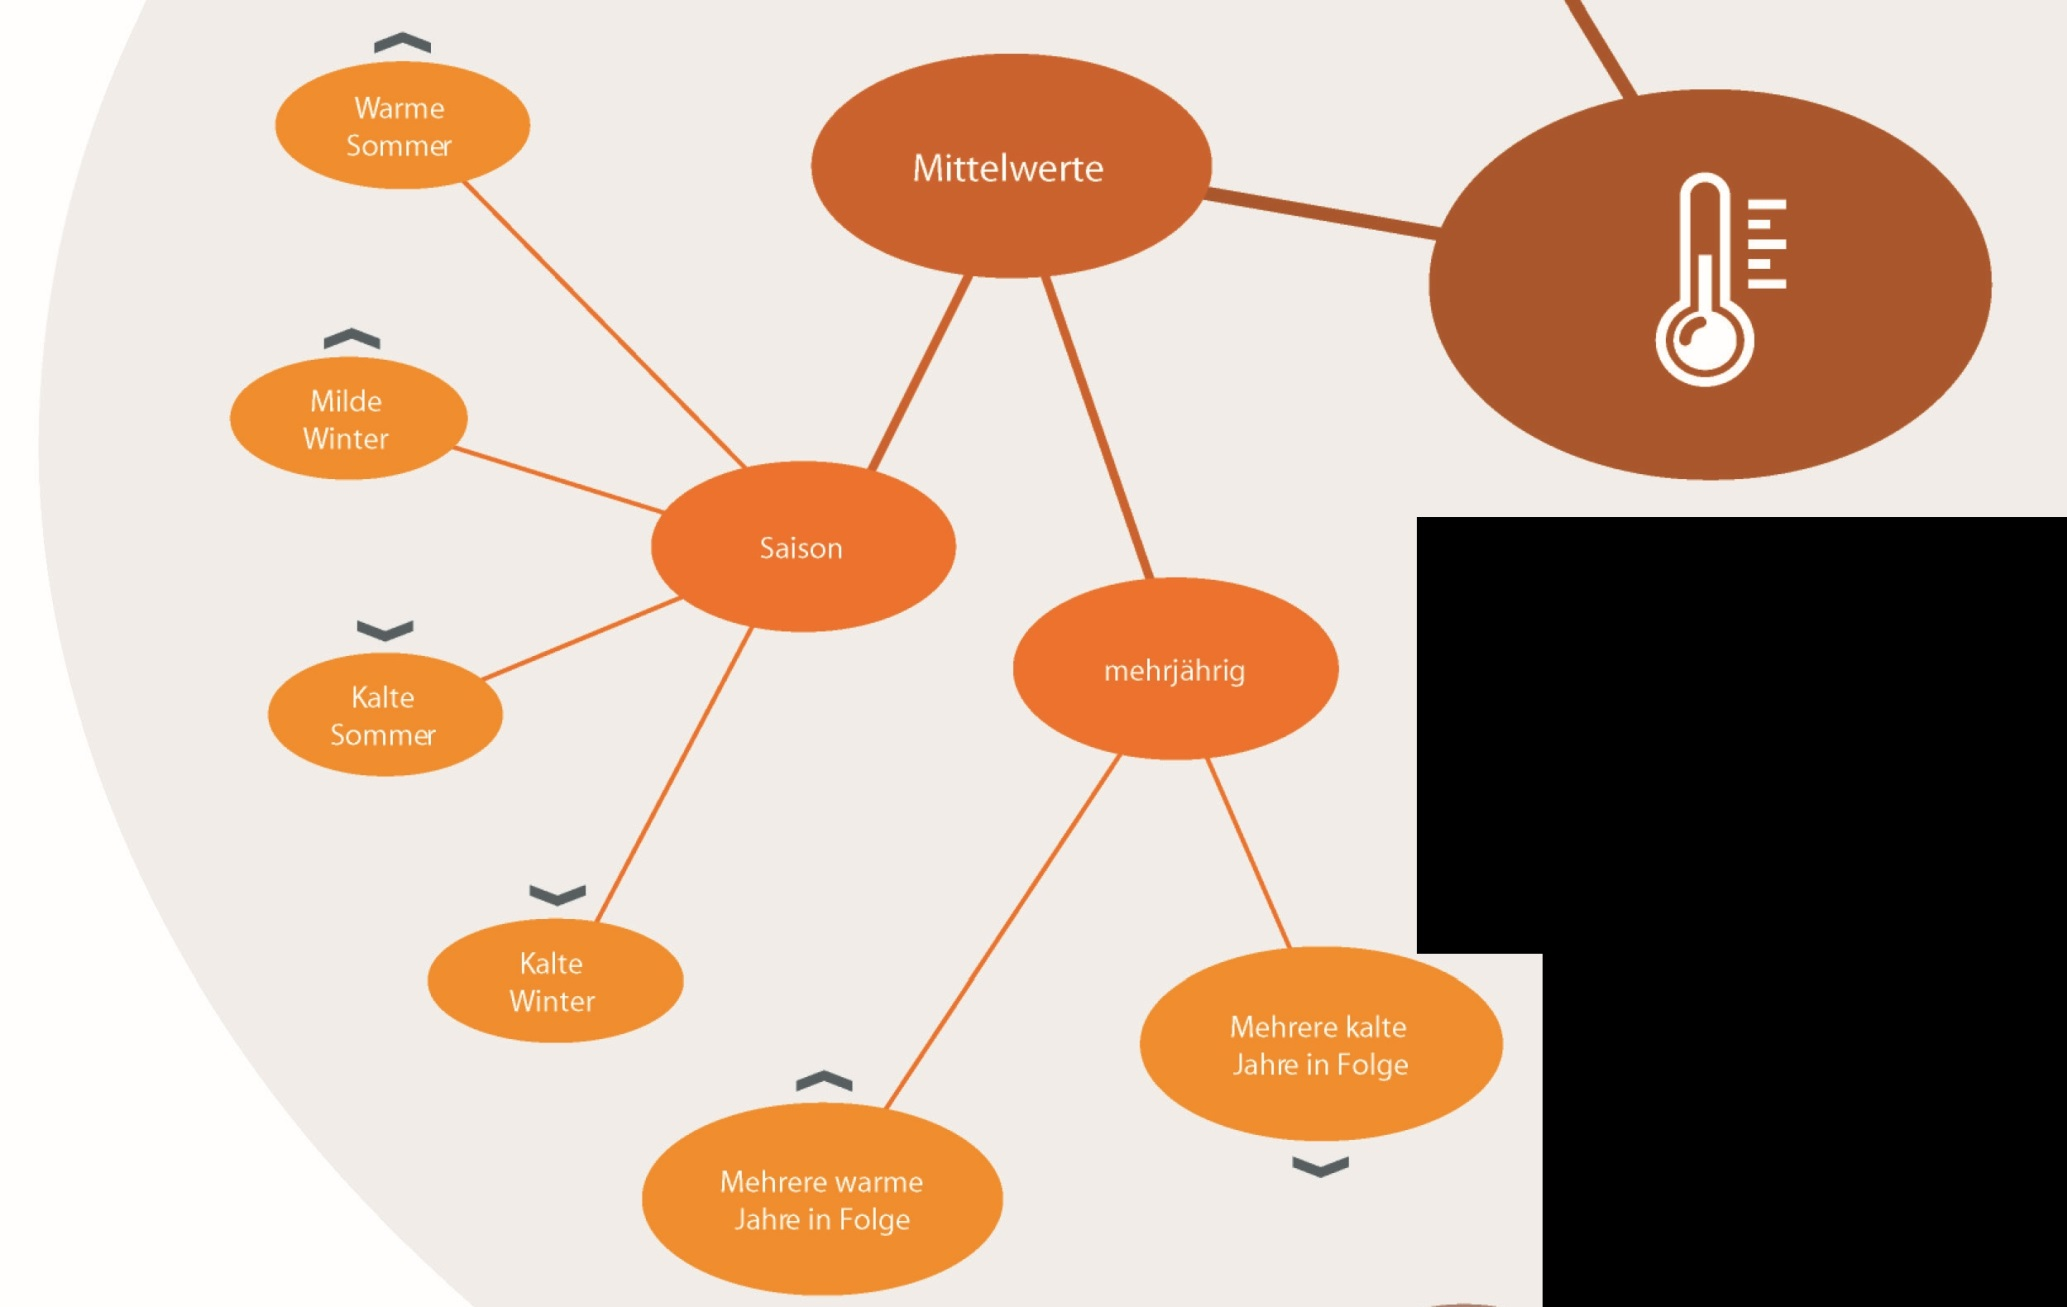 Warme
Sommer
Mittelwerte
Milde
Winter
Saison
mehrjährig
Kalte
Sommer
Kalte
Winter
Mehrere kalte
Jahre in Folge
Mehrere warme
Jahre in Folge